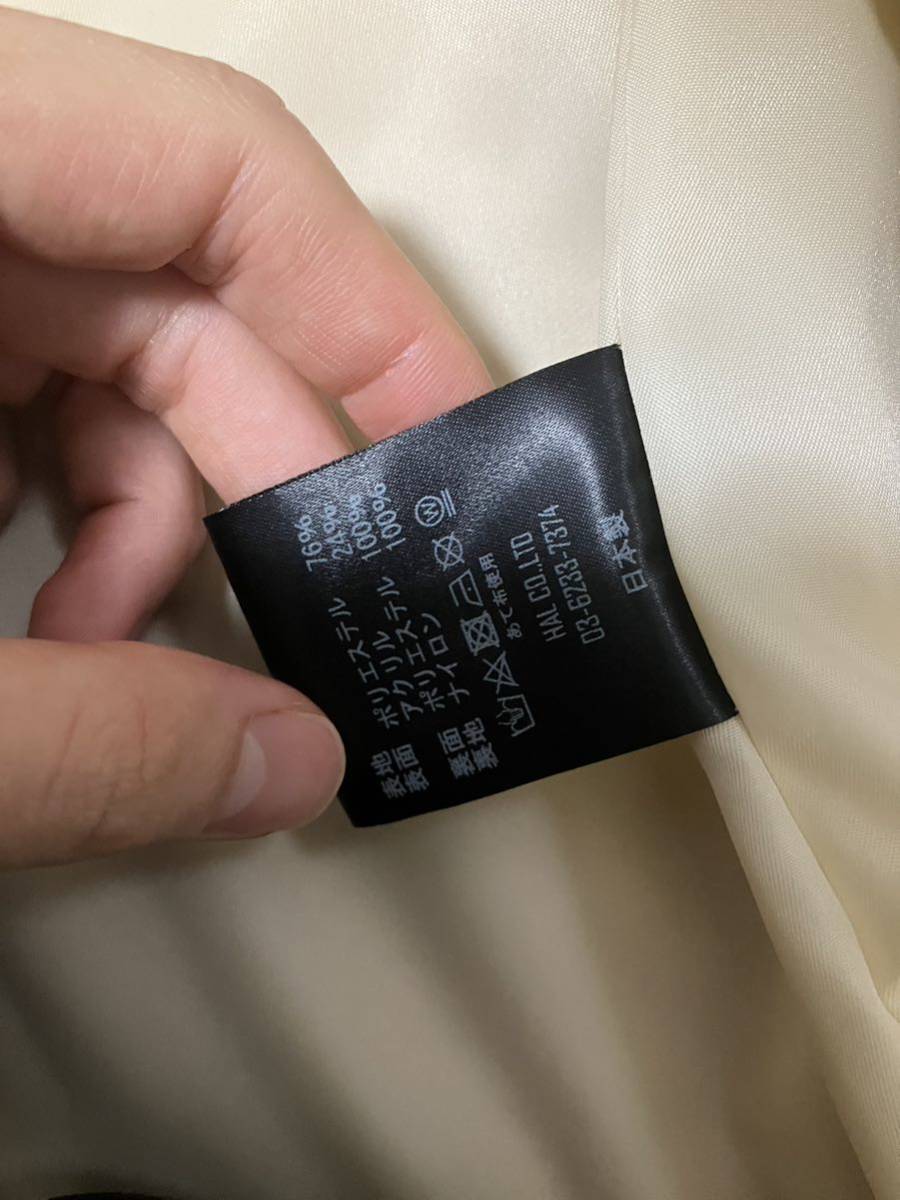 表地 ポリエステル 76%
表面 アクリル 24%
裏面 ポリエステル 100%
裏地 ナイロン 100%
W
あて布使用
HAL CO.,LTD
03-6233-7374
日本製